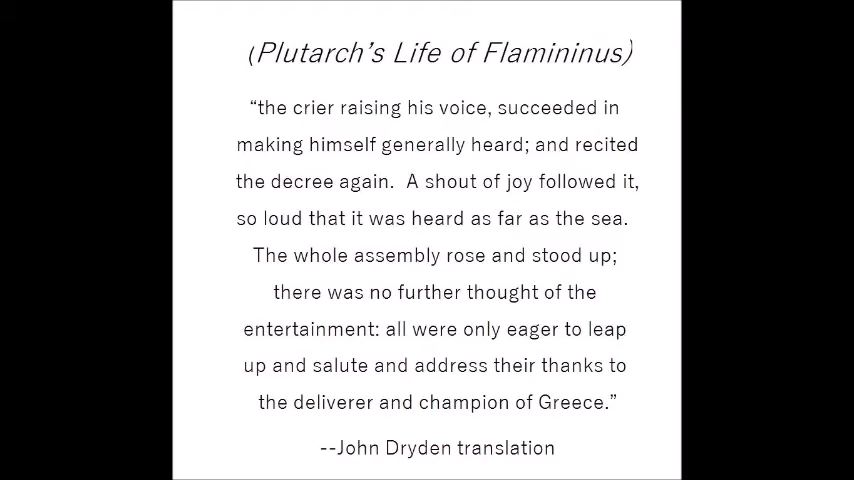 (Plutarch’s Life of Flamininus)
“the crier raising his voice, succeeded in
making himself generally heard; and recited
the decree again.  A shout of joy followed it,
so loud that it was heard as far as the sea.
The whole assembly rose and stood up;
there was no further thought of the
entertainment: all were only eager to leap
up and salute and address their thanks to
the deliverer and champion of Greece.”
--John Dryden translation